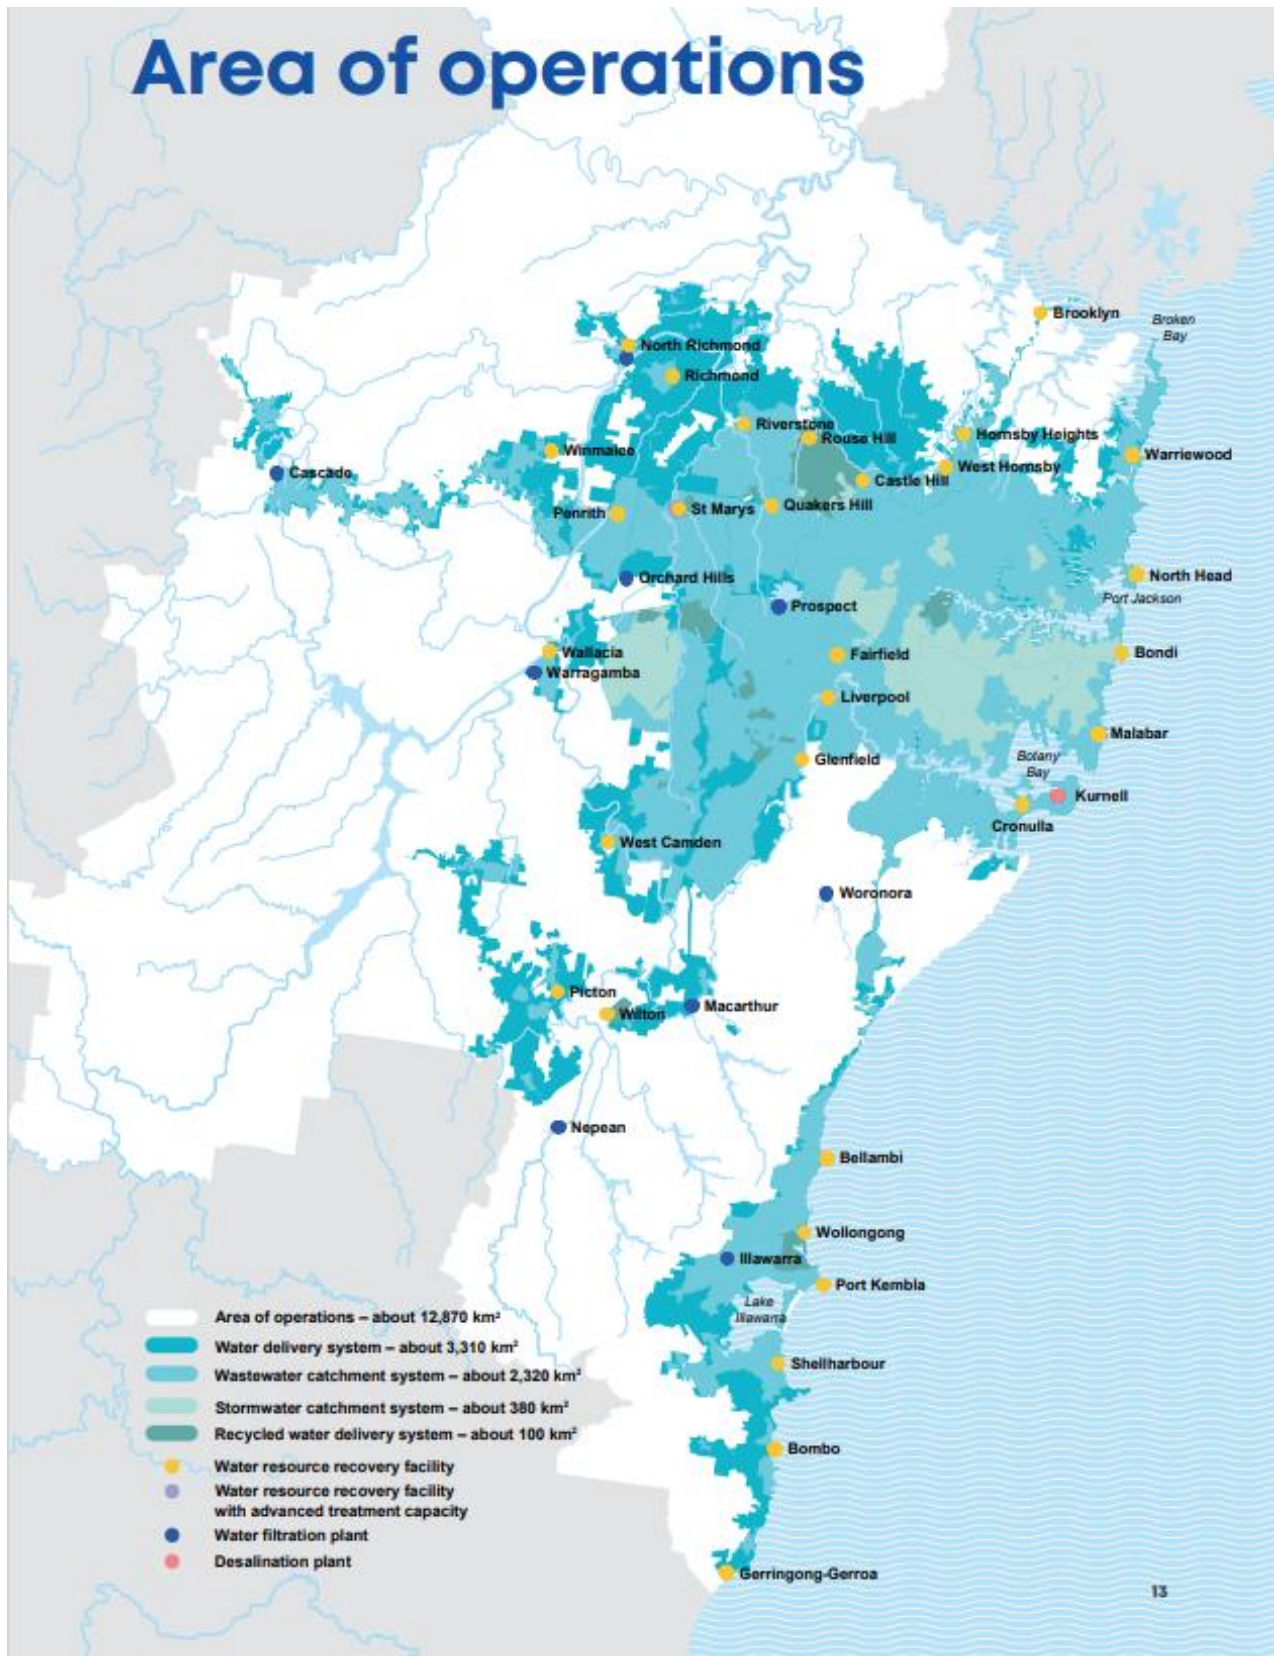 Area of operations
Brooklyn
Broken
Bay
North Richmond
Richmond
Riverstone
Rouse Hill
Hornsby Heights
Winmalee
Warriewood
West Hornsby
Cascade
Castle Hill
Penrith
St Marys
Quakers Hill
Orchard Hills
North Head
Port Jackson
Prospect
Wallacia
Fairfield
Bondi
Warragamba
Liverpool
Malabar
Glenfield
Botany
Bay
Kurnell
Cronulla
West Camden
Woronora
Picton
Wilton
Macarthur
Nepean
Bellambi
Wollongong
Illawarra
Port Kembla
Lake
Illawarra
Shellharbour
Bombo
Gerringong-Gerroa
Area of operations – about 12,870 km²
Water delivery system – about 3,310 km²
Wastewater catchment system – about 2,320 km²
Stormwater catchment system – about 380 km²
Recycled water delivery system – about 100 km²
Water resource recovery facility
Water resource recovery facility
with advanced treatment capacity
Water filtration plant
Desalination plant
13